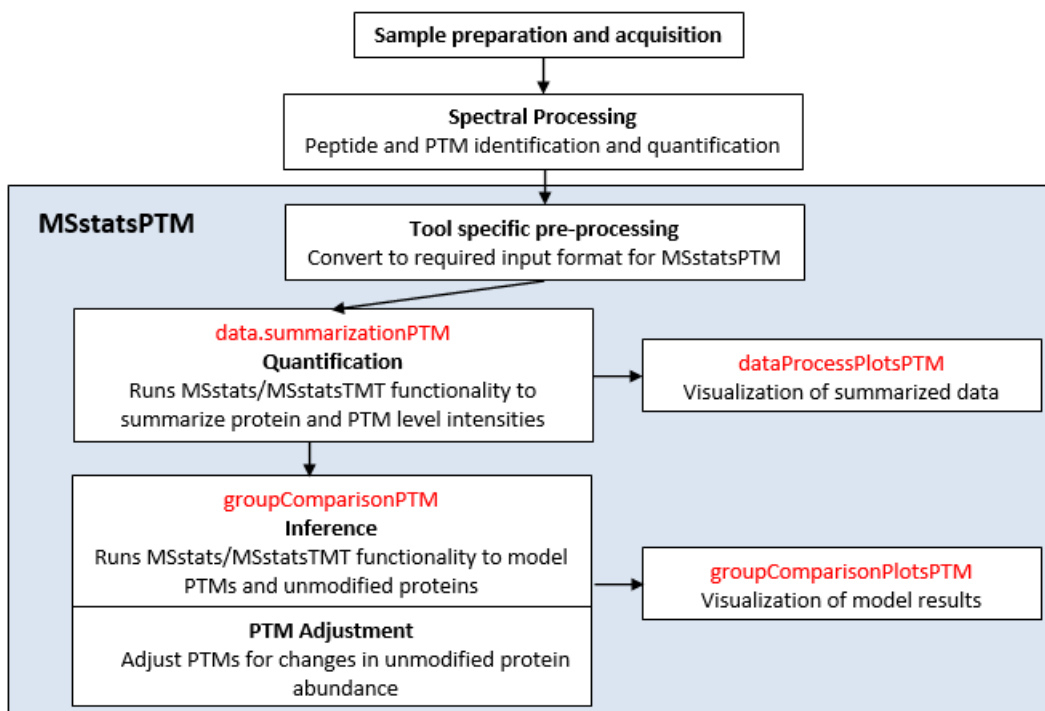 Sample preparation and acquisition
Spectral Processing
Peptide and PTM identification and quantification
MSstatsPTM
Tool specific pre-processing
Convert to required input format for MSstatsPTM
data.summarizationPTM
Quantification
Runs MSstats/MSstatsTMT functionality to
summarize protein and PTM level intensities
dataProcessPlotsPTM
Visualization of summarized data
groupComparisonPTM
Inference
Runs MSstats/MSstatsTMT functionality to model
PTMs and unmodified proteins
groupComparisonPlotsPTM
Visualization of model results
PTM Adjustment
Adjust PTMs for changes in unmodified protein
abundance